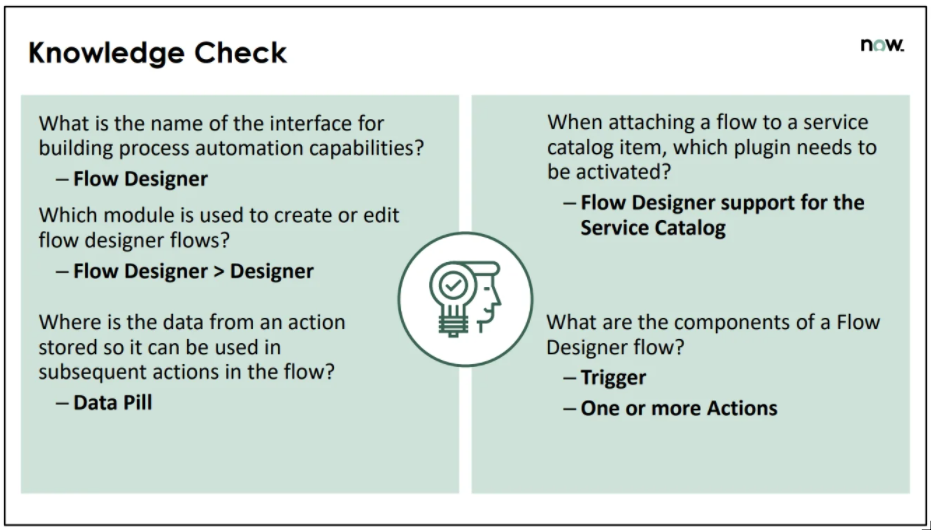 Knowledge Check
now.
What is the name of the interface for
building process automation capabilities?
– Flow Designer
Which module is used to create or edit
flow designer flows?
– Flow Designer > Designer
Where is the data from an action
stored so it can be used in
subsequent actions in the flow?
– Data Pill
When attaching a flow to a service
catalog item, which plugin needs to
be activated?
– Flow Designer support for the
Service Catalog
What are the components of a Flow
Designer flow?
– Trigger
– One or more Actions